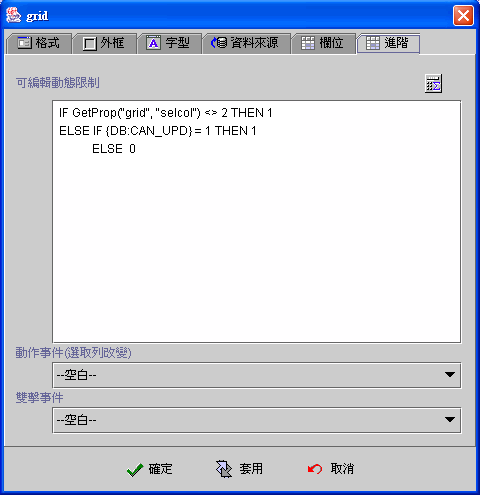 grid
格式 外框 字型 資料來源 欄位 進階
可編輯動態限制
IF GetProp("grid", "selcol") <> 2 THEN 1
ELSE IF {DB:CAN_UPD} = 1 THEN 1
ELSE 0
動作事件(選取列改變)
--空白--
雙擊事件
--空白--
確定 套用 取消